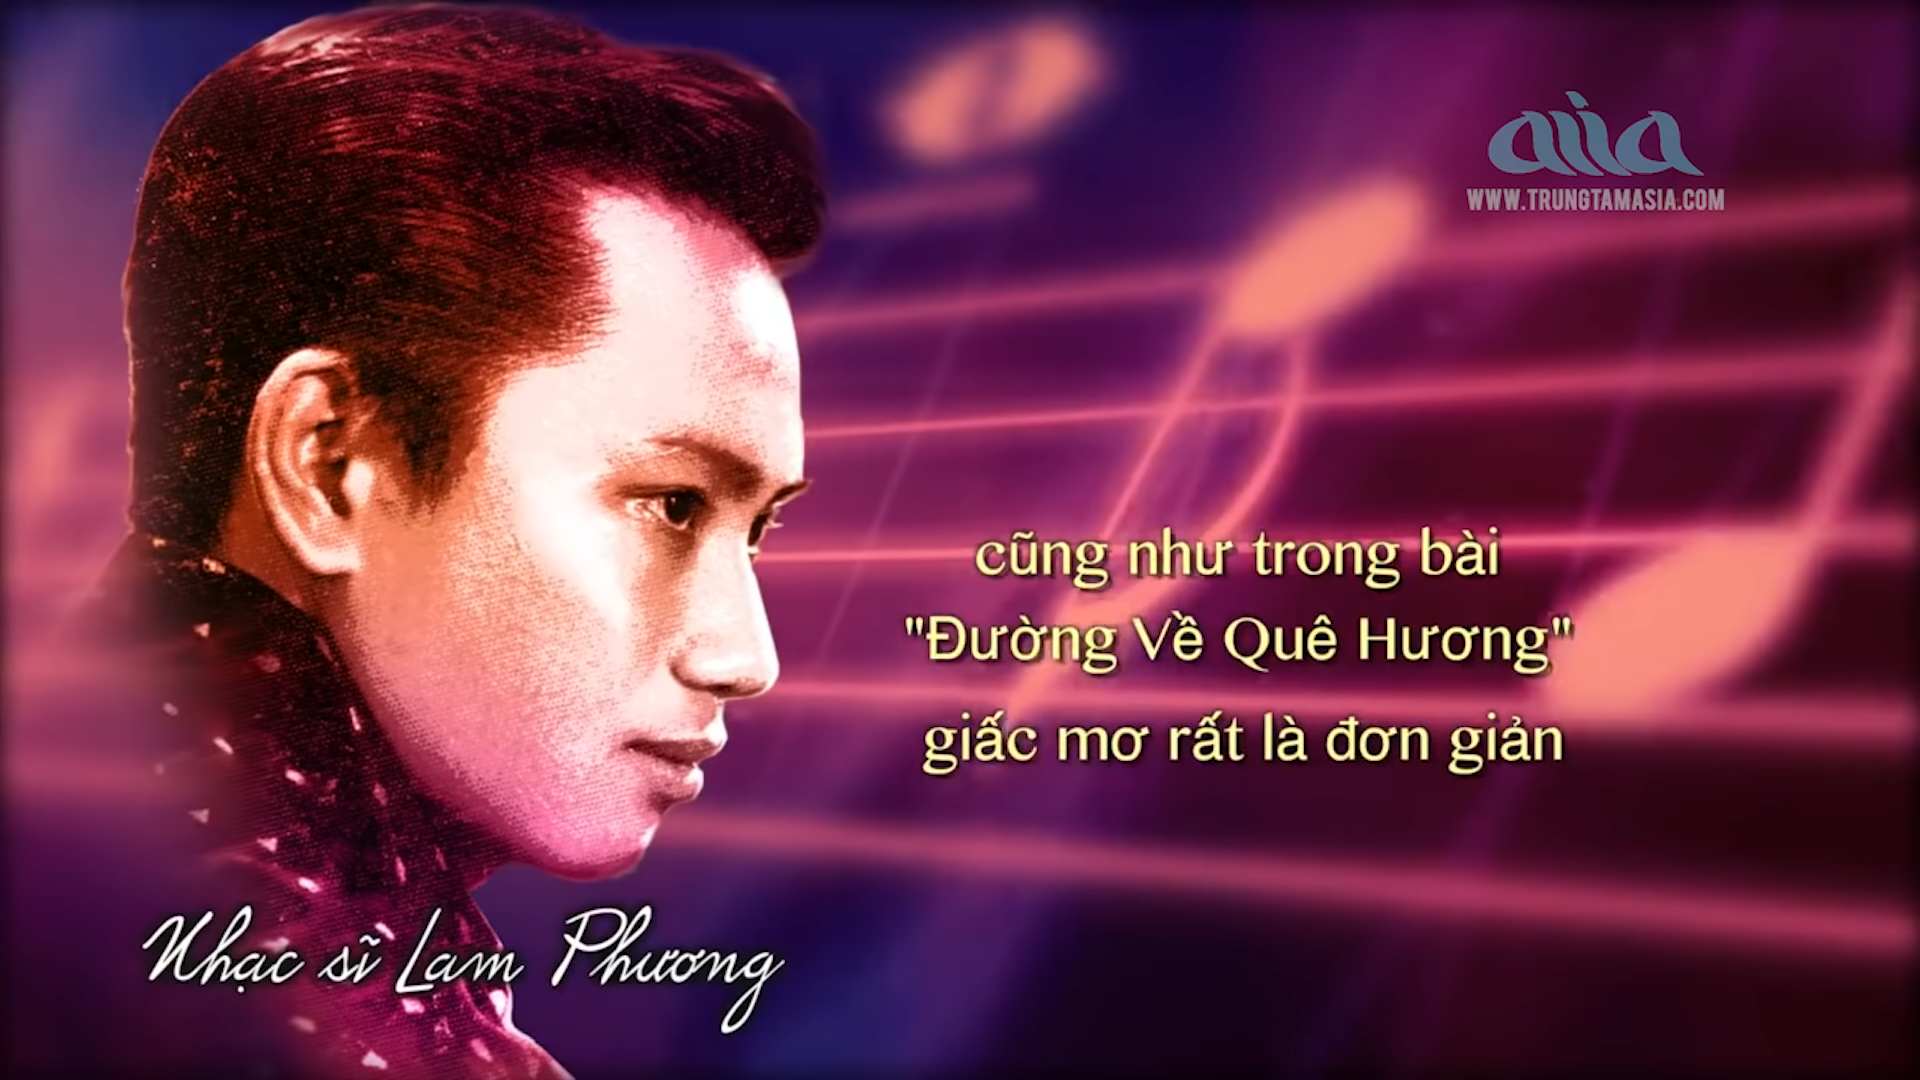 asia
WWW.TRUNGTAMASIA.COM
cũng như trong bài
"Đường Về Quê Hương"
giấc mơ rất là đơn giản
Nhạc sĩ Lam Phương